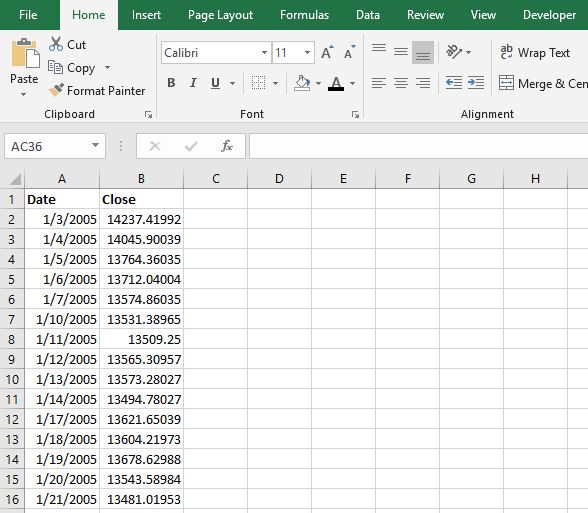 File Home Insert Page Layout Formulas Data Review View Developer
Paste
Cut
Copy
Format Painter
Clipboard
Calibri 11 A A
B I U A
Font
ab Wrap Text
Merge & Cen
Alignment
AC36 fx
A B C D E F G H
1 Date Close
2 1/3/2005 14237.41992
3 1/4/2005 14045.90039
4 1/5/2005 13764.36035
5 1/6/2005 13712.04004
6 1/7/2005 13574.86035
7 1/10/2005 13531.38965
8 1/11/2005 13509.25
9 1/12/2005 13565.30957
10 1/13/2005 13573.28027
11 1/14/2005 13494.78027
12 1/17/2005 13621.65039
13 1/18/2005 13604.21973
14 1/19/2005 13678.62988
15 1/20/2005 13543.58984
16 1/21/2005 13481.01953